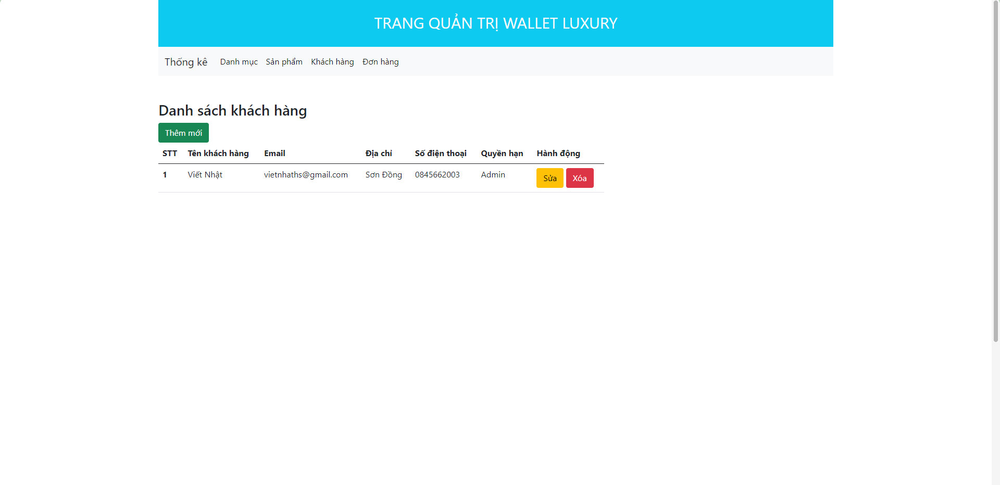 TRANG QUẢN TRỊ WALLET LUXURY
Thống kê Danh mục Sản phẩm Khách hàng Đơn hàng
Danh sách khách hàng
Thêm mới
STT Tên khách hàng Email Địa chỉ Số điện thoại Quyền hạn Hành động
1 Viết Nhật vietnhaths@gmail.com Sơn Đồng 0845662003 Admin Sửa Xóa